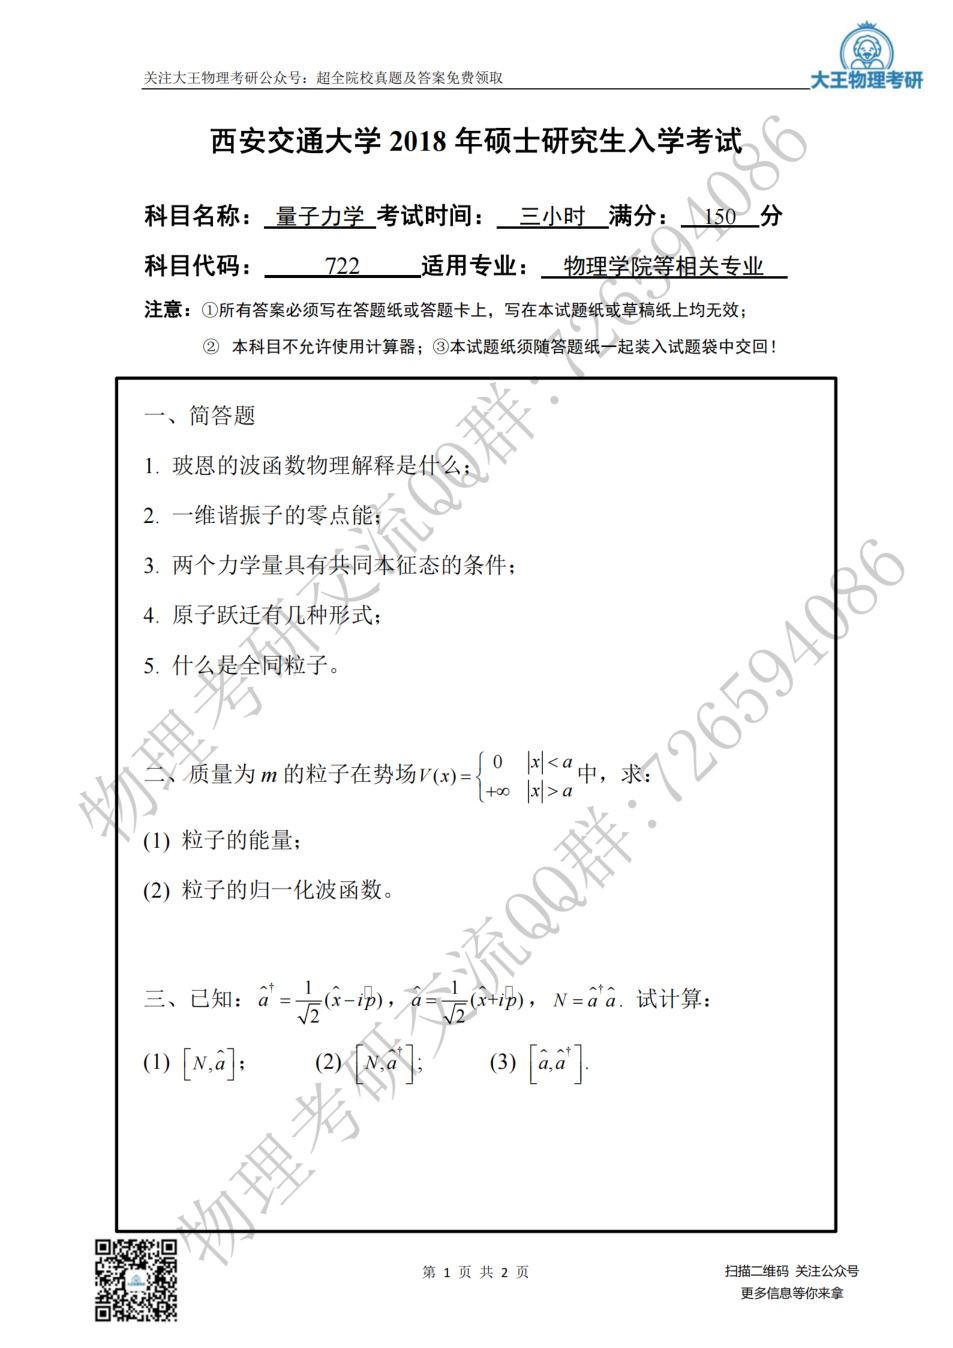 关注大王物理考研公众号：超全院校真题及答案免费领取
大王物理考研
西安交通大学 2018 年硕士研究生入学考试
科目名称： 量子力学 考试时间： 三小时 满分： 150 分
科目代码： 722 适用专业： 物理学院等相关专业
注意：①所有答案必须写在答题纸或答题卡上，写在本试题纸或草稿纸上均无效；
② 本科目不允许使用计算器；③本试题纸须随答题纸一起装入试题袋中交回！
一、简答题
1. 玻恩的波函数物理解释是什么；
2. 一维谐振子的零点能；
3. 两个力学量具有共同本征态的条件；
4. 原子跃迁有几种形式；
5. 什么是全同粒子。
二、质量为 m 的粒子在势场 V(x) = { 0 |x| < a ; +∞ |x| > a 中，求：
(1) 粒子的能量；
(2) 粒子的归一化波函数。
三、已知：â† = 1/√2 (x̂ − ip̂)，â = 1/√2 (x̂+ip̂)， N = â†â. 试计算：
(1) [N,â]； (2) [N,â†]; (3) [â,â†].
物理考研交流QQ群：726594086
物理考研交流QQ群：726594086
大王物理考研
第 1 页 共 2 页
扫描二维码 关注公众号
更多信息等你来拿